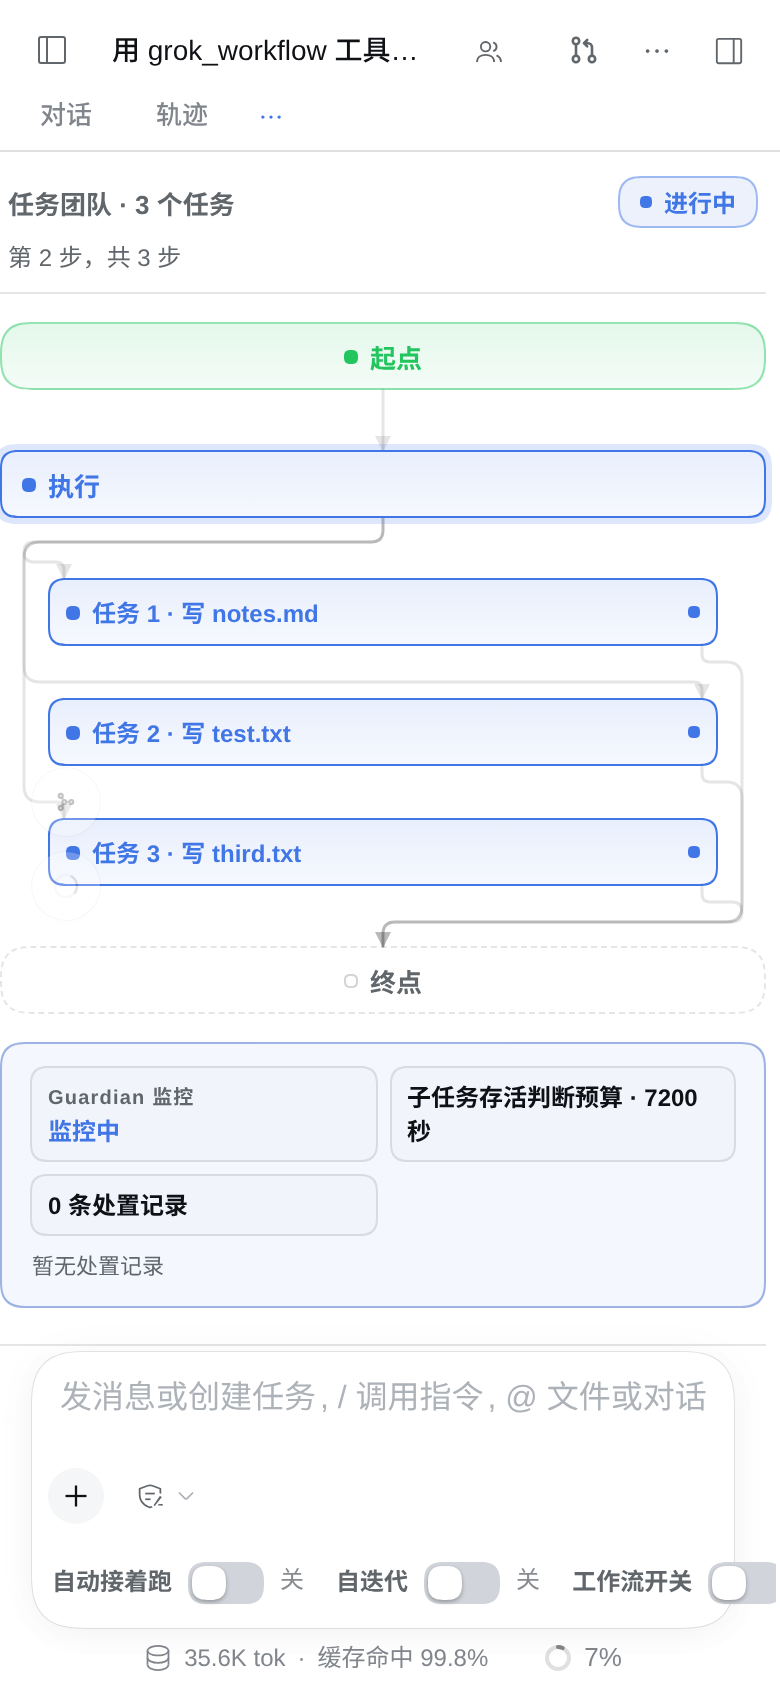 用 grok_workflow 工具...
对话
轨迹
...
任务团队 · 3 个任务
进行中
第 2 步，共 3 步
起点
执行
任务 1 · 写 notes.md
任务 2 · 写 test.txt
任务 3 · 写 third.txt
终点
Guardian 监控
监控中
子任务存活判断预算 · 7200
秒
0 条处置记录
暂无处置记录
发消息或创建任务, / 调用指令, @ 文件或对话
自动接着跑 关 自迭代 关 工作流开关
35.6K tok · 缓存命中 99.8% 7%